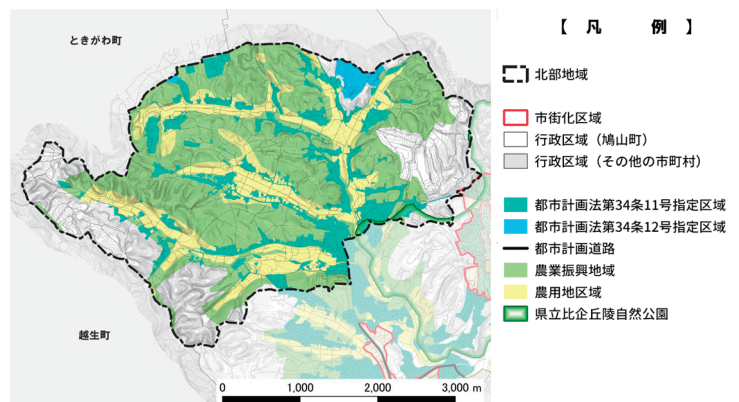 ときがわ町
越生町
0 1,000 2,000 3,000 m
【 凡 例 】
北部地域
市街化区域
行政区域（鳩山町）
行政区域（その他の市町村）
都市計画法第34条11号指定区域
都市計画法第34条12号指定区域
都市計画道路
農業振興地域
農用地区域
県立比企丘陵自然公園